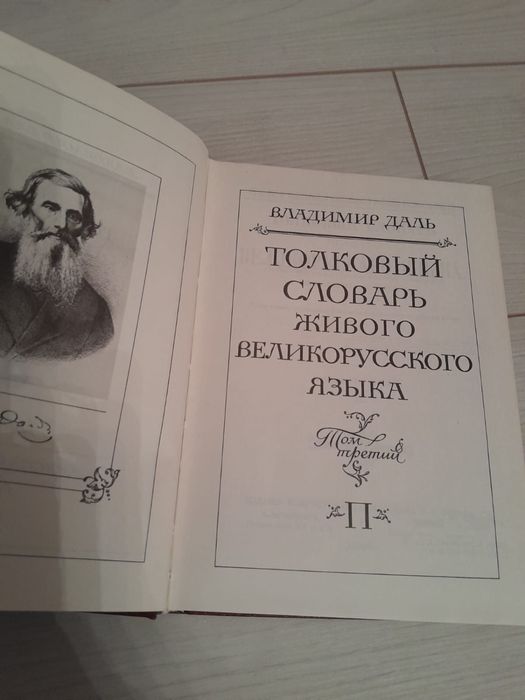 ВЛАДИМИР ДАЛЬ
ТОЛКОВЫЙ
СЛОВАРЬ
ЖИВОГО
ВЕЛИКОРУССКОГО
ЯЗЫКА
Том
третий
П